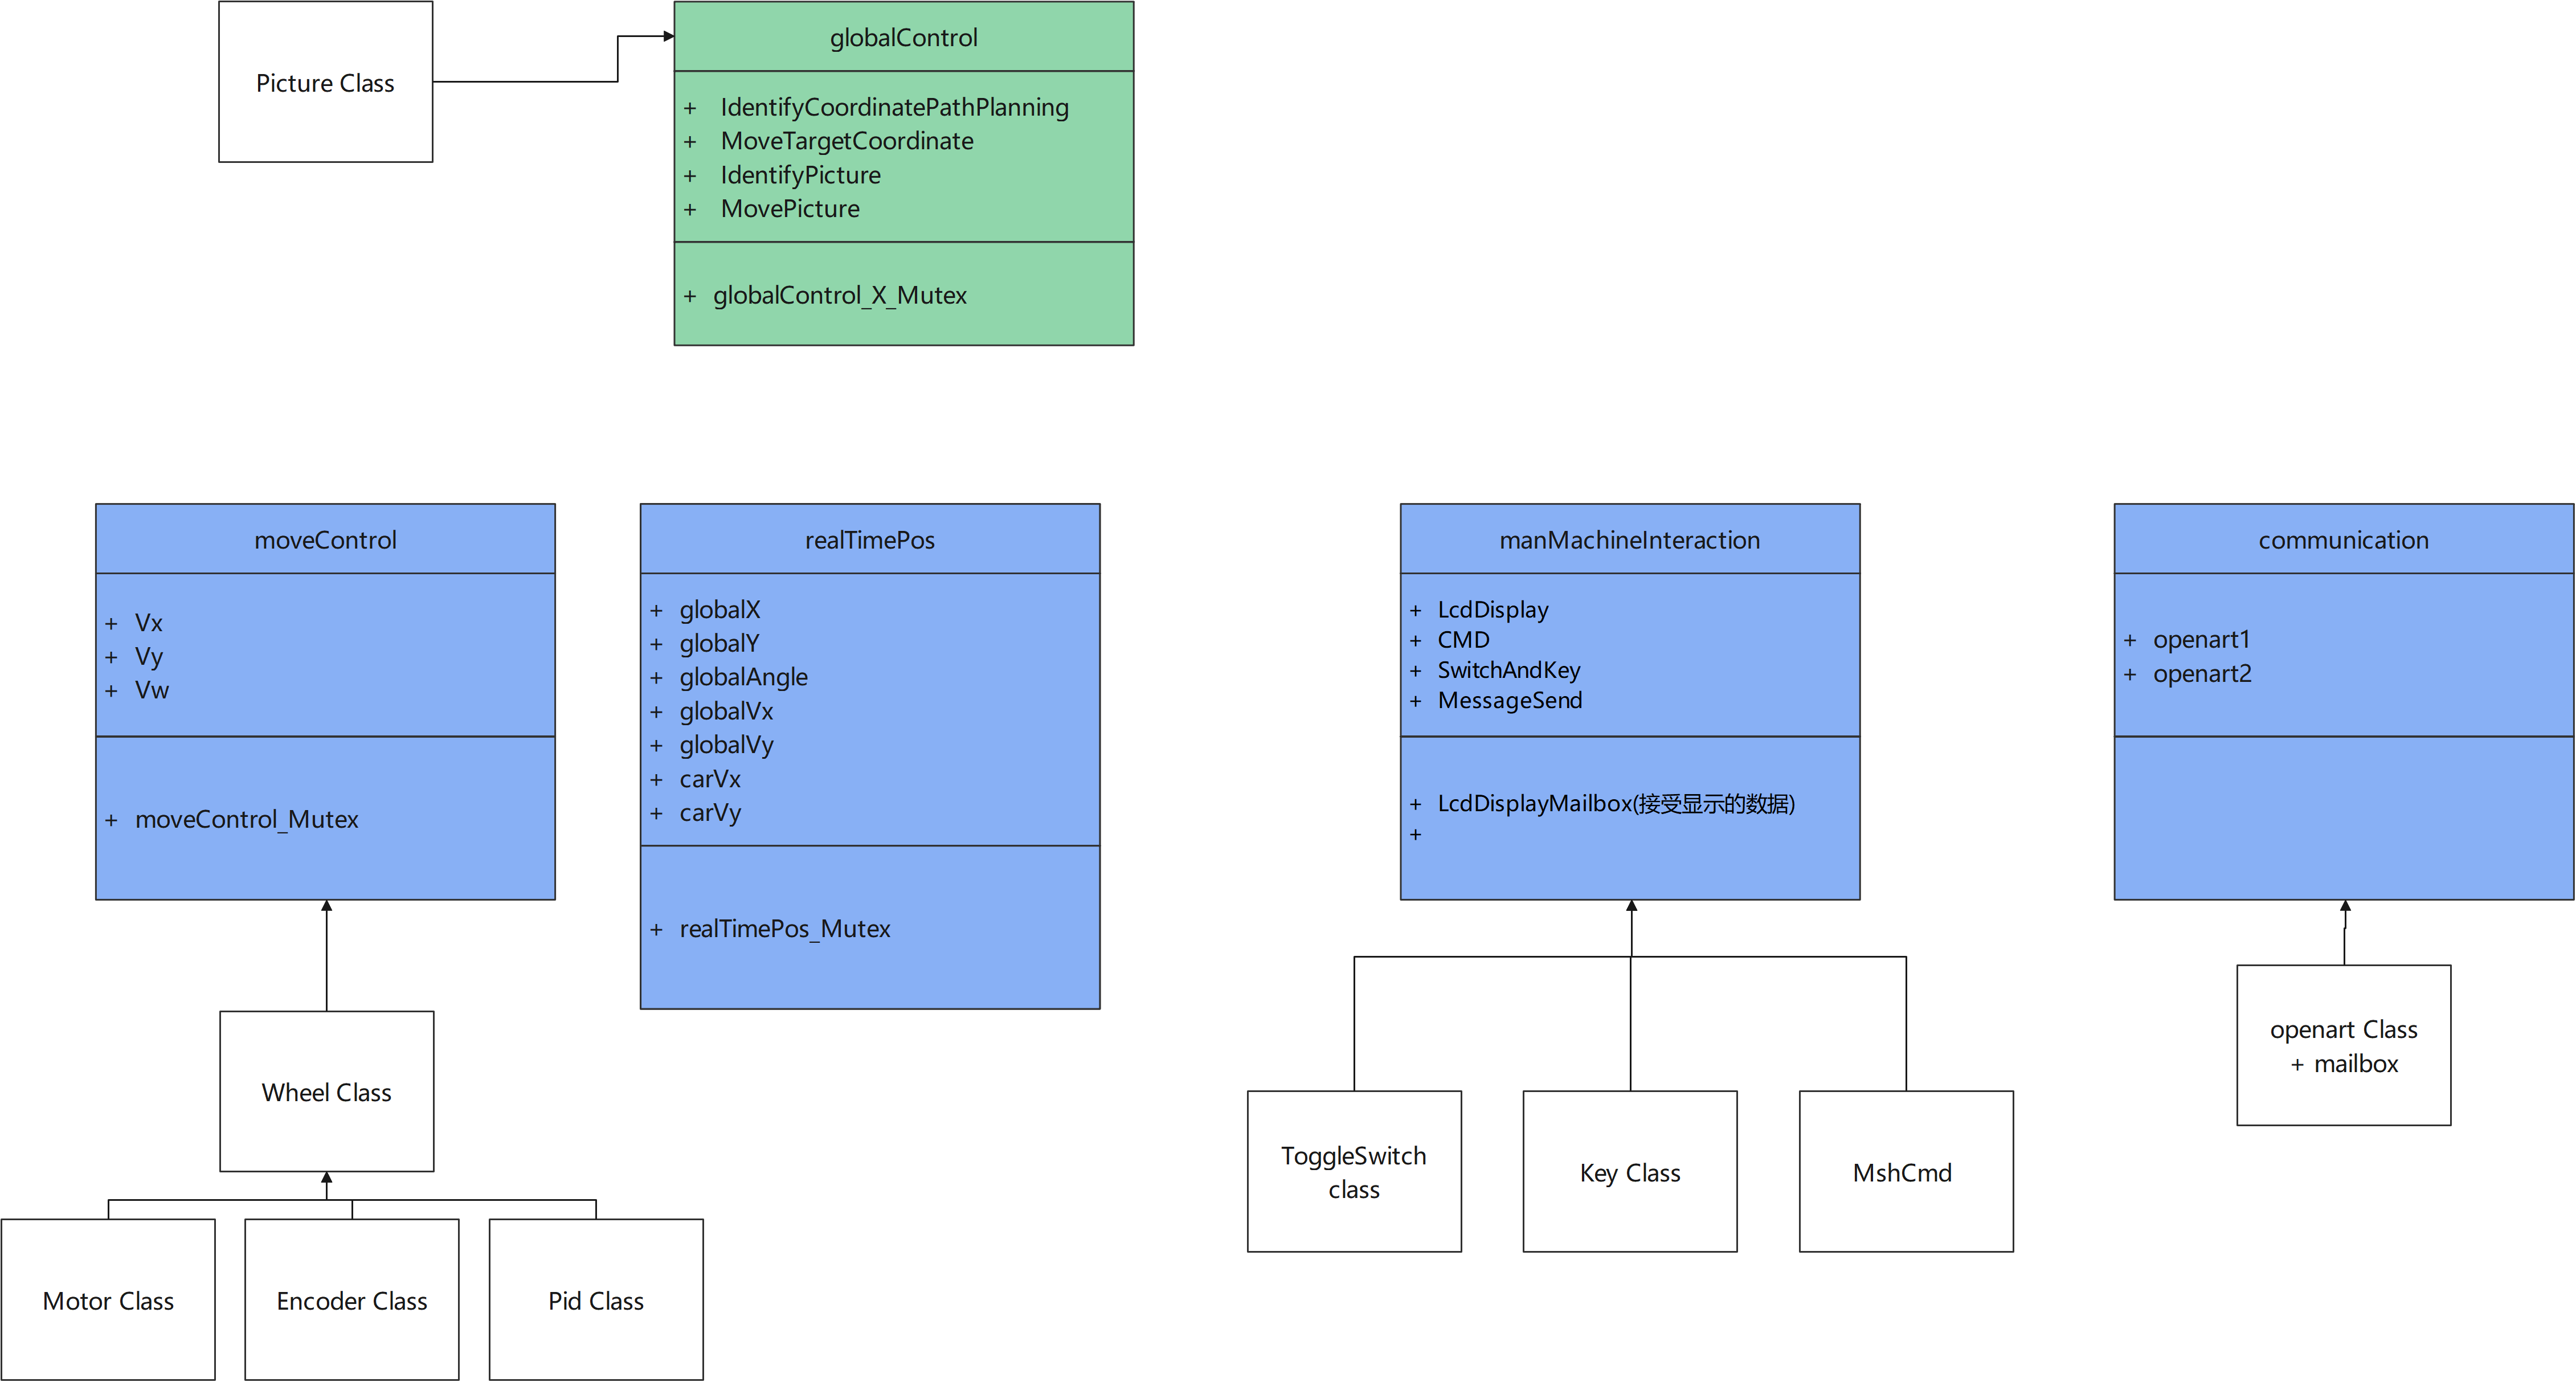 Picture Class
globalControl
+ IdentifyCoordinatePathPlanning
+ MoveTargetCoordinate
+ IdentifyPicture
+ MovePicture
+ globalControl_X_Mutex
moveControl
+ Vx
+ Vy
+ Vw
+ moveControl_Mutex
realTimePos
+ globalX
+ globalY
+ globalAngle
+ globalVx
+ globalVy
+ carVx
+ carVy
+ realTimePos_Mutex
manMachineInteraction
+ LcdDisplay
+ CMD
+ SwitchAndKey
+ MessageSend
+ LcdDisplayMailbox(接受显示的数据)
+
communication
+ openart1
+ openart2
Wheel Class
Motor Class
Encoder Class
Pid Class
ToggleSwitch
class
Key Class
MshCmd
openart Class
+ mailbox